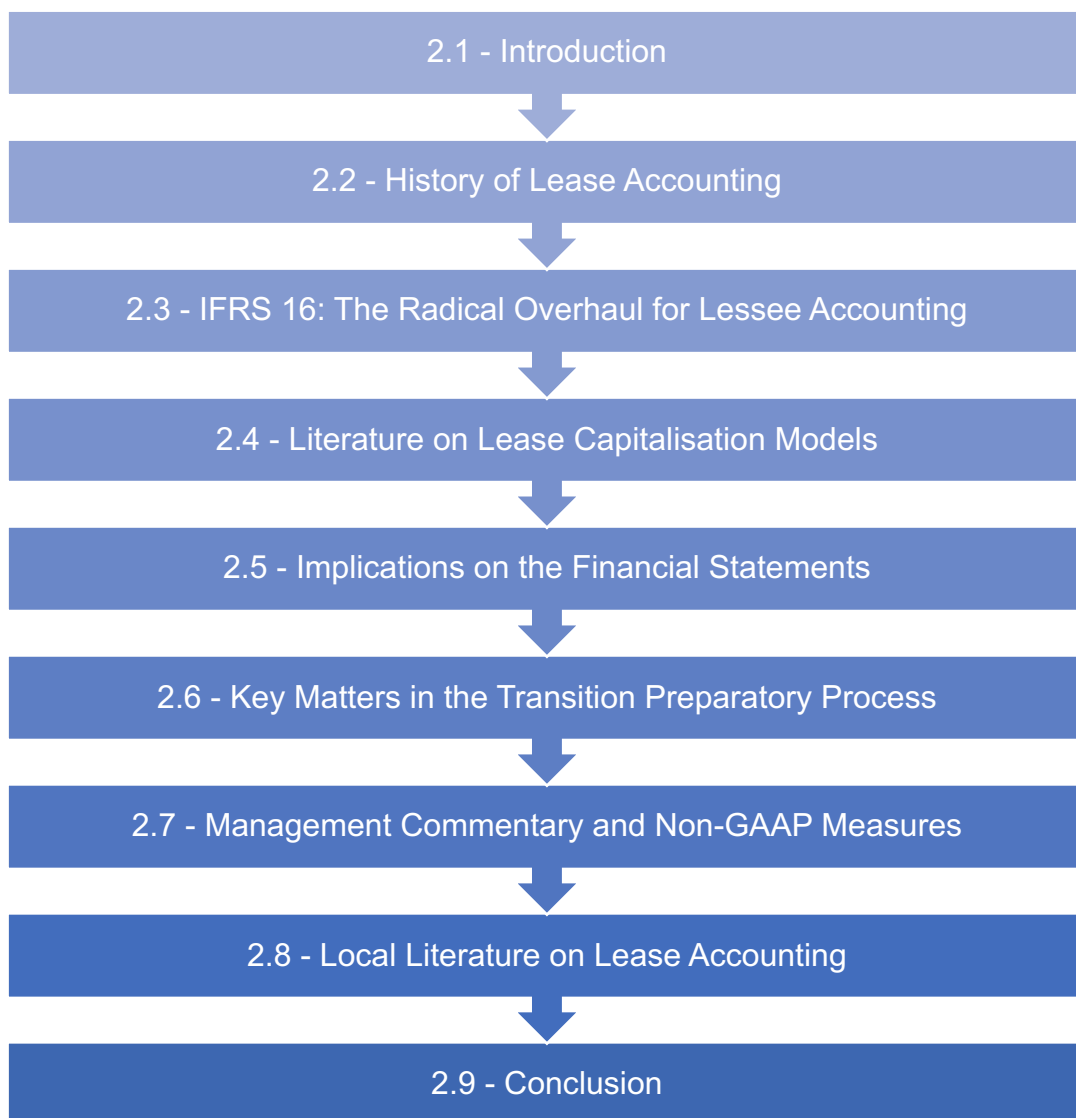 2.1 - Introduction
2.2 - History of Lease Accounting
2.3 - IFRS 16: The Radical Overhaul for Lessee Accounting
2.4 - Literature on Lease Capitalisation Models
2.5 - Implications on the Financial Statements
2.6 - Key Matters in the Transition Preparatory Process
2.7 - Management Commentary and Non-GAAP Measures
2.8 - Local Literature on Lease Accounting
2.9 - Conclusion